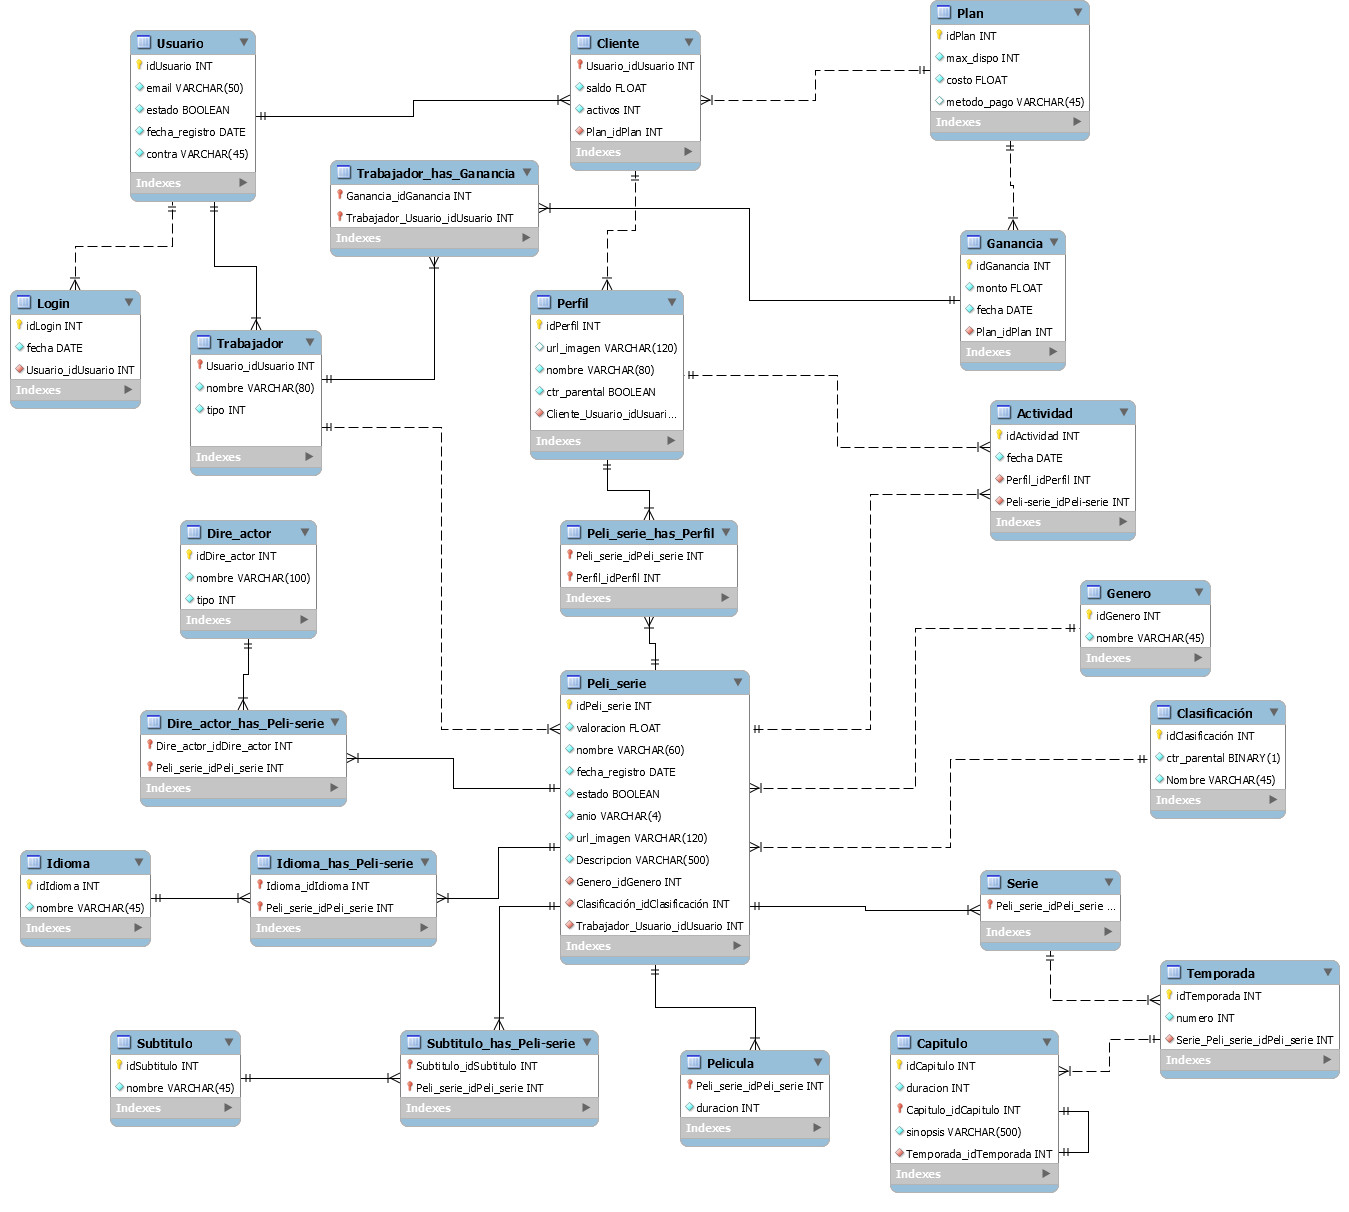 Usuario
idUsuario INT
email VARCHAR(50)
estado BOOLEAN
fecha_registro DATE
contra VARCHAR(45)
Indexes
Cliente
Usuario_idUsuario INT
saldo FLOAT
activos INT
Plan_idPlan INT
Indexes
Plan
idPlan INT
max_dispo INT
costo FLOAT
metodo_pago VARCHAR(45)
Indexes
Trabajador_has_Ganancia
Ganancia_idGanancia INT
Trabajador_Usuario_idUsuario INT
Indexes
Ganancia
idGanancia INT
monto FLOAT
fecha DATE
Plan_idPlan INT
Indexes
Login
idLogin INT
fecha DATE
Usuario_idUsuario INT
Indexes
Trabajador
Usuario_idUsuario INT
nombre VARCHAR(80)
tipo INT
Indexes
Perfil
idPerfil INT
url_imagen VARCHAR(120)
nombre VARCHAR(80)
ctr_parental BOOLEAN
Cliente_Usuario_idUsuari...
Indexes
Actividad
idActividad INT
fecha DATE
Perfil_idPerfil INT
Peli-serie_idPeli-serie INT
Indexes
Dire_actor
idDire_actor INT
nombre VARCHAR(100)
tipo INT
Indexes
Peli_serie_has_Perfil
Peli_serie_idPeli_serie INT
Perfil_idPerfil INT
Indexes
Genero
idGenero INT
nombre VARCHAR(45)
Indexes
Dire_actor_has_Peli-serie
Dire_actor_idDire_actor INT
Peli_serie_idPeli_serie INT
Indexes
Peli_serie
idPeli_serie INT
valoracion FLOAT
nombre VARCHAR(60)
fecha_registro DATE
estado BOOLEAN
anio VARCHAR(4)
url_imagen VARCHAR(120)
Descripcion VARCHAR(500)
Genero_idGenero INT
Clasificación_idClasificación INT
Trabajador_Usuario_idUsuario INT
Indexes
Clasificación
idClasificación INT
ctr_parental BINARY(1)
Nombre VARCHAR(45)
Indexes
Idioma
idIdioma INT
nombre VARCHAR(45)
Indexes
Idioma_has_Peli-serie
Idioma_idIdioma INT
Peli_serie_idPeli_serie INT
Indexes
Serie
Peli_serie_idPeli_serie ...
Indexes
Temporada
idTemporada INT
numero INT
Serie_Peli_serie_idPeli_serie INT
Indexes
Subtitulo
idSubtitulo INT
nombre VARCHAR(45)
Indexes
Subtitulo_has_Peli-serie
Subtitulo_idSubtitulo INT
Peli_serie_idPeli_serie INT
Indexes
Pelicula
Peli_serie_idPeli_serie INT
duracion INT
Indexes
Capitulo
idCapitulo INT
duracion INT
Capitulo_idCapitulo INT
sinopsis VARCHAR(500)
Temporada_idTemporada INT
Indexes